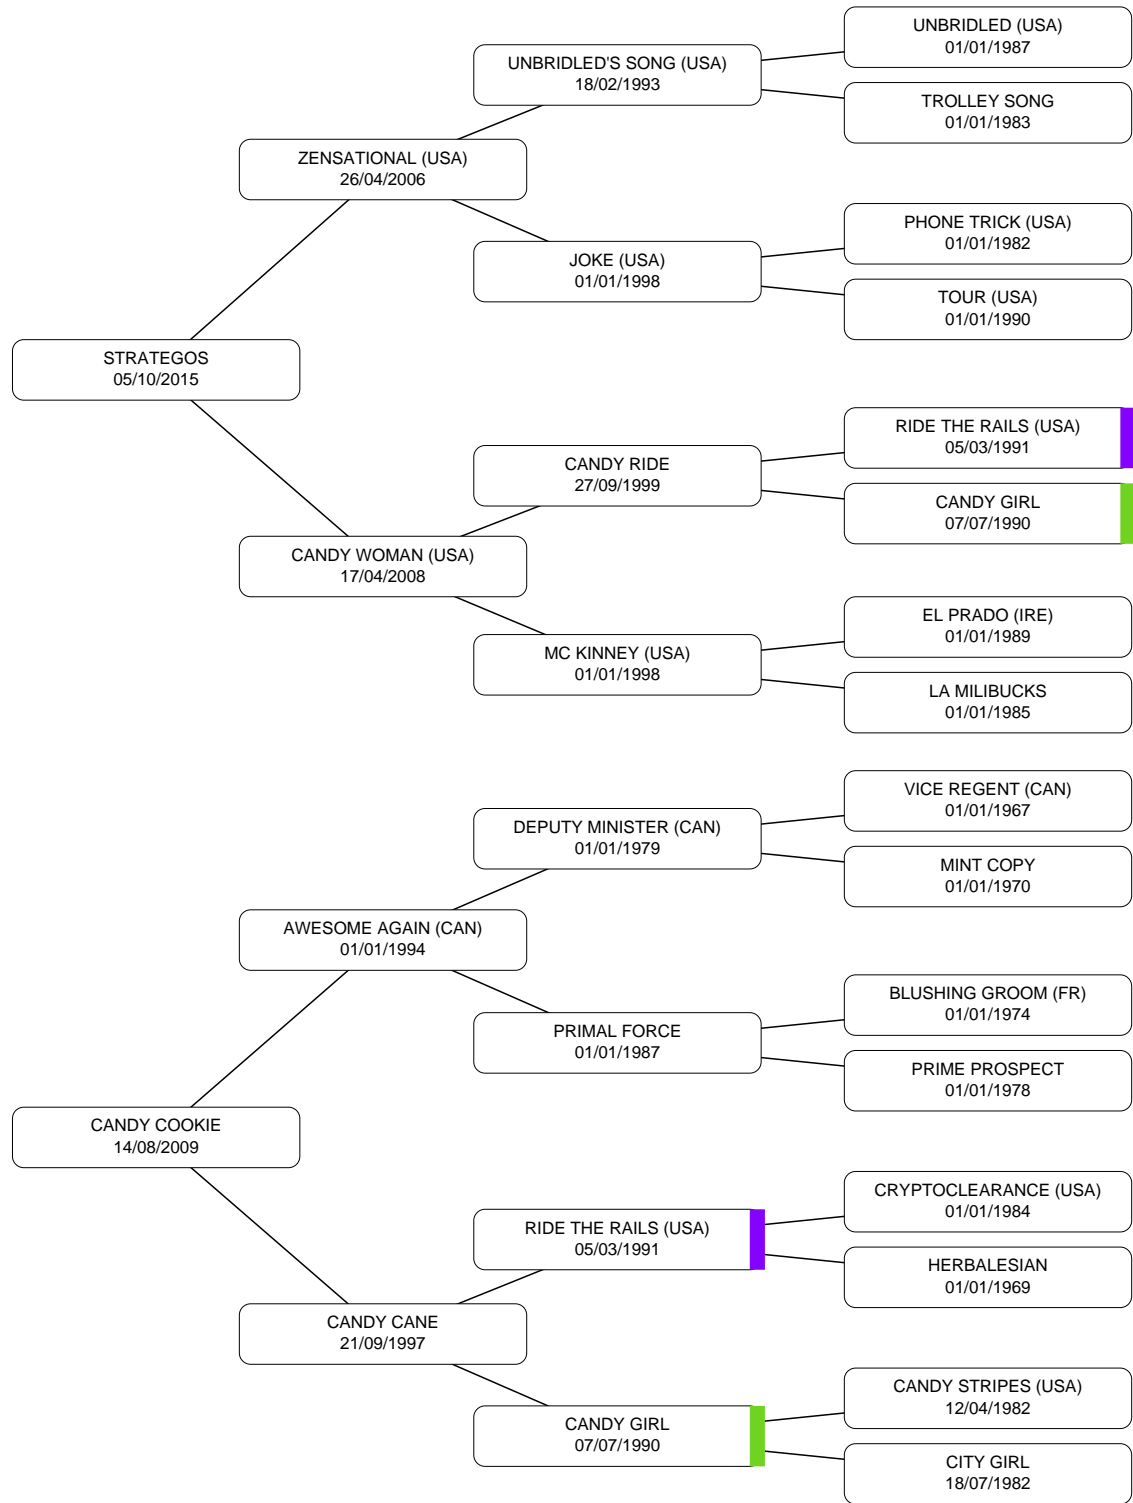 UNBRIDLED (USA)
01/01/1987
UNBRIDLED'S SONG (USA)
18/02/1993
TROLLEY SONG
01/01/1983
ZENSATIONAL (USA)
26/04/2006
PHONE TRICK (USA)
01/01/1982
JOKE (USA)
01/01/1998
TOUR (USA)
01/01/1990
STRATEGOS
05/10/2015
RIDE THE RAILS (USA)
05/03/1991
CANDY RIDE
27/09/1999
CANDY GIRL
07/07/1990
CANDY WOMAN (USA)
17/04/2008
EL PRADO (IRE)
01/01/1989
MC KINNEY (USA)
01/01/1998
LA MILIBUCKS
01/01/1985
VICE REGENT (CAN)
01/01/1967
DEPUTY MINISTER (CAN)
01/01/1979
MINT COPY
01/01/1970
AWESOME AGAIN (CAN)
01/01/1994
BLUSHING GROOM (FR)
01/01/1974
PRIMAL FORCE
01/01/1987
PRIME PROSPECT
01/01/1978
CANDY COOKIE
14/08/2009
CRYPTOCLEARANCE (USA)
01/01/1984
RIDE THE RAILS (USA)
05/03/1991
HERBALESIAN
01/01/1969
CANDY CANE
21/09/1997
CANDY STRIPES (USA)
12/04/1982
CANDY GIRL
07/07/1990
CITY GIRL
18/07/1982